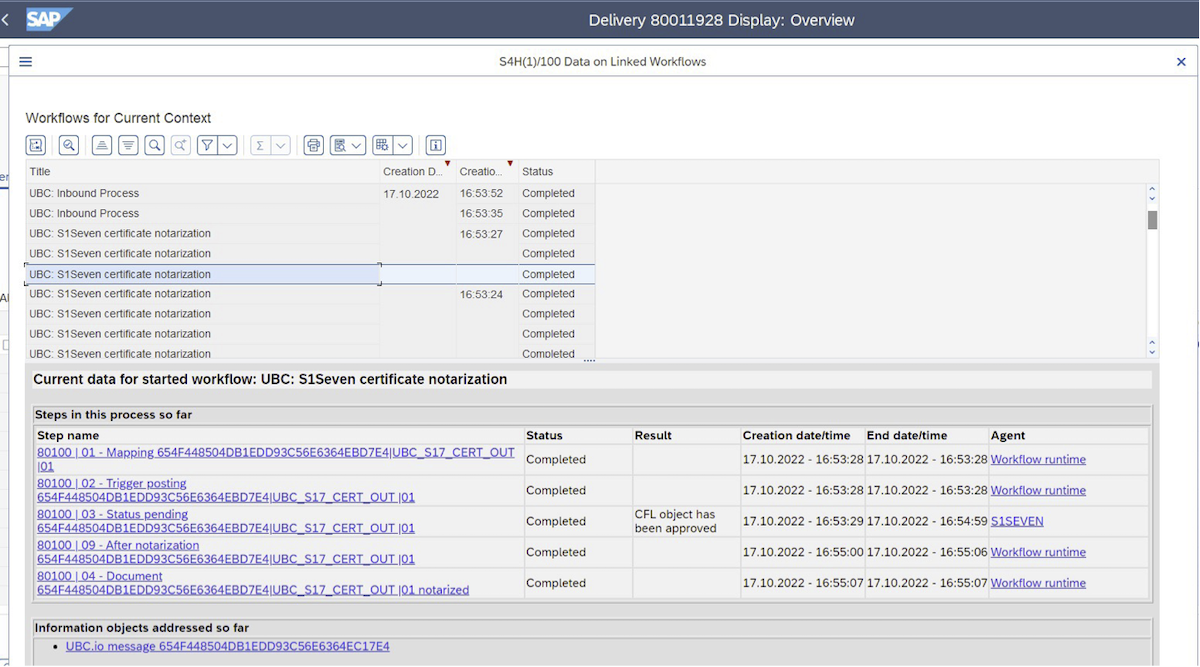 SAP
Delivery 80011928 Display: Overview
S4H(1)/100 Data on Linked Workflows
Workflows for Current Context
Title Creation D... Creatio... Status
UBC: Inbound Process 17.10.2022 16:53:52 Completed
UBC: Inbound Process 16:53:35 Completed
UBC: S1Seven certificate notarization 16:53:27 Completed
UBC: S1Seven certificate notarization Completed
UBC: S1Seven certificate notarization Completed
UBC: S1Seven certificate notarization 16:53:24 Completed
UBC: S1Seven certificate notarization Completed
UBC: S1Seven certificate notarization Completed
UBC: S1Seven certificate notarization Completed
Current data for started workflow: UBC: S1Seven certificate notarization
Steps in this process so far
Step name Status Result Creation date/time End date/time Agent
80100 | 01 - Mapping 654F448504DB1EDD93C56E6364EBD7E4|UBC_S17_CERT_OUT
|01 Completed 17.10.2022 - 16:53:28 17.10.2022 - 16:53:28 Workflow runtime
80100 | 02 - Trigger posting
654F448504DB1EDD93C56E6364EBD7E4|UBC_S17_CERT_OUT |01 Completed 17.10.2022 - 16:53:28 17.10.2022 - 16:53:28 Workflow runtime
80100 | 03 - Status pending CFL object has
654F448504DB1EDD93C56E6364EBD7E4|UBC_S17_CERT_OUT |01 Completed been approved 17.10.2022 - 16:53:29 17.10.2022 - 16:54:59 S1SEVEN
80100 | 09 - After notarization
654F448504DB1EDD93C56E6364EBD7E4|UBC_S17_CERT_OUT |01 Completed 17.10.2022 - 16:55:00 17.10.2022 - 16:55:06 Workflow runtime
80100 | 04 - Document
654F448504DB1EDD93C56E6364EBD7E4|UBC_S17_CERT_OUT |01 notarized Completed 17.10.2022 - 16:55:07 17.10.2022 - 16:55:07 Workflow runtime
Information objects addressed so far
• UBC.io message 654F448504DB1EDD93C56E6364EC17E4